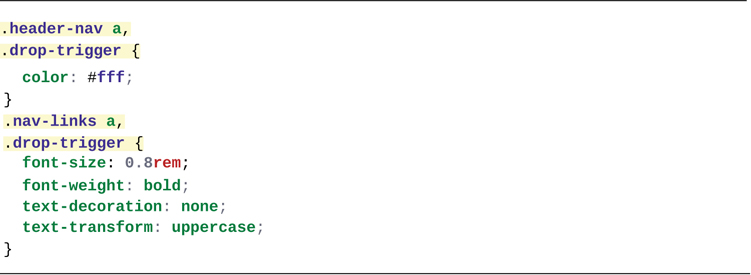 .header-nav a,
.drop-trigger {
color: #fff;
}
.nav-links a,
.drop-trigger {
font-size: 0.8rem;
font-weight: bold;
text-decoration: none;
text-transform: uppercase;
}